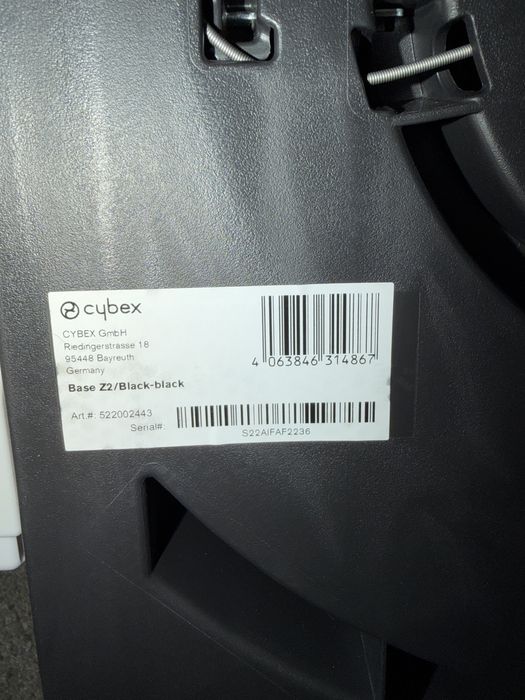 cybex
CYBEX GmbH
Riedingerstrasse 18
95448 Bayreuth
Germany
4 063846 314867
Base Z2/Black-black
Art.#: 522002443
Serial#:
S22AIFAF2236